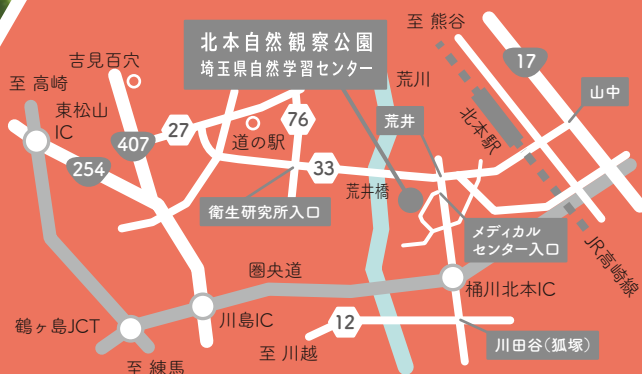 至 熊谷
北本自然観察公園
埼玉県自然学習センター
17
吉見百穴
至 高崎
荒川
山中
東松山
IC
北本駅
76
荒井
27
407
道の駅
254
33
荒井橋
衛生研究所入口
メディカル
センター入口
JR高崎線
圏央道
桶川北本IC
川島IC
鶴ヶ島JCT
12
川田谷(狐塚)
至 川越
至 練馬